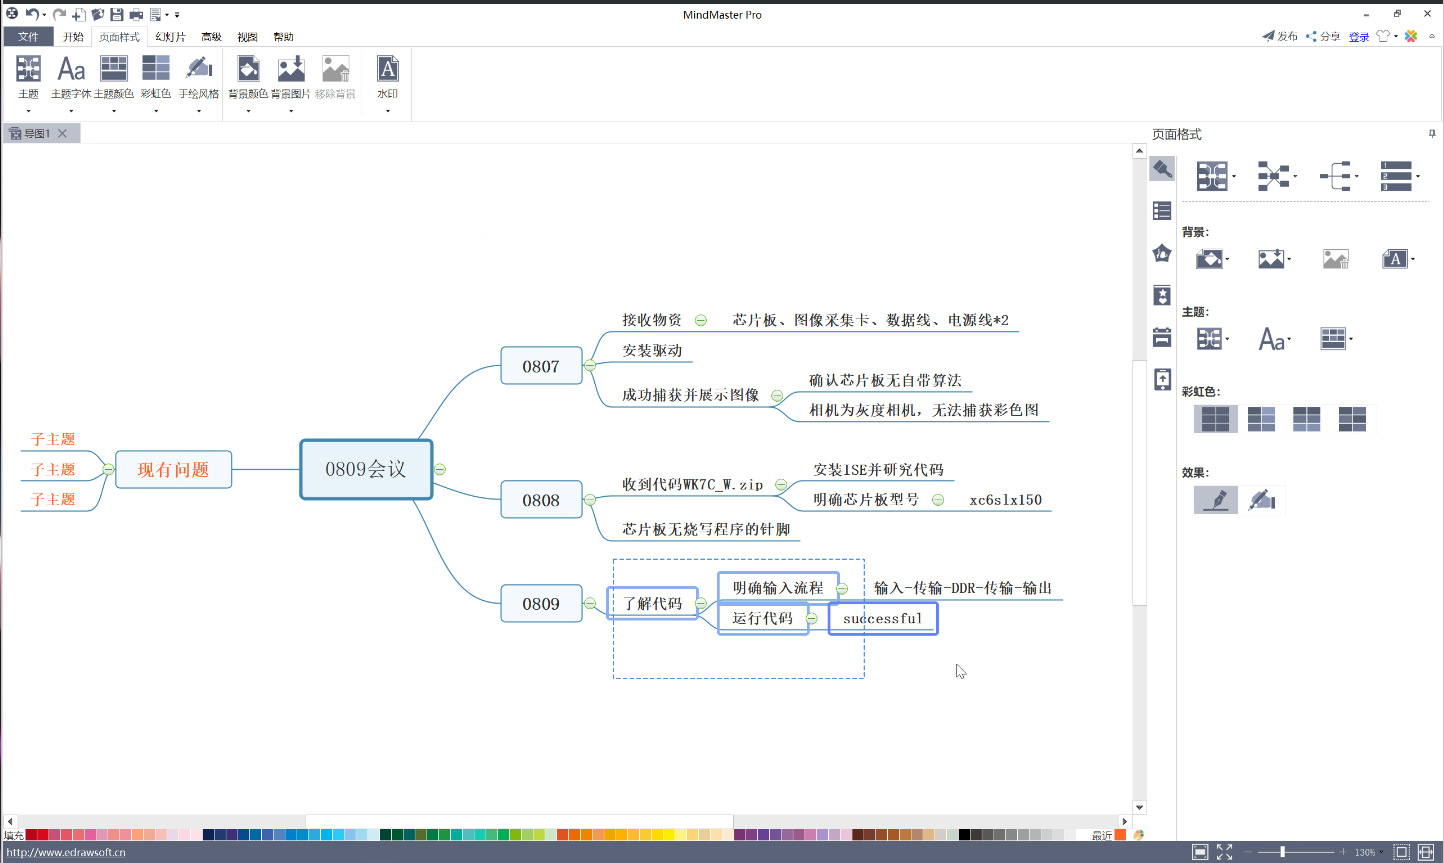 MindMaster Pro
文件 开始 页面样式 幻灯片 高级 视图 帮助
发布 分享 登录
主题 主题字体 主题颜色 彩虹色 手绘风格 背景颜色 背景图片 移除背景 水印
导图1
页面格式
背景:
主题:
彩虹色:
效果:
接收物资 芯片板、图像采集卡、数据线、电源线*2
安装驱动
0807
确认芯片板无自带算法
成功捕获并展示图像
相机为灰度相机，无法捕获彩色图
子主题
子主题
子主题
现有问题
0809会议
安装ISE并研究代码
收到代码WK7C_W.zip
明确芯片板型号 xc6slx150
0808
芯片板无烧写程序的针脚
明确输入流程 输入-传输-DDR-传输-输出
0809 了解代码
运行代码 successful
填充
最近
http://www.edrawsoft.cn
130%